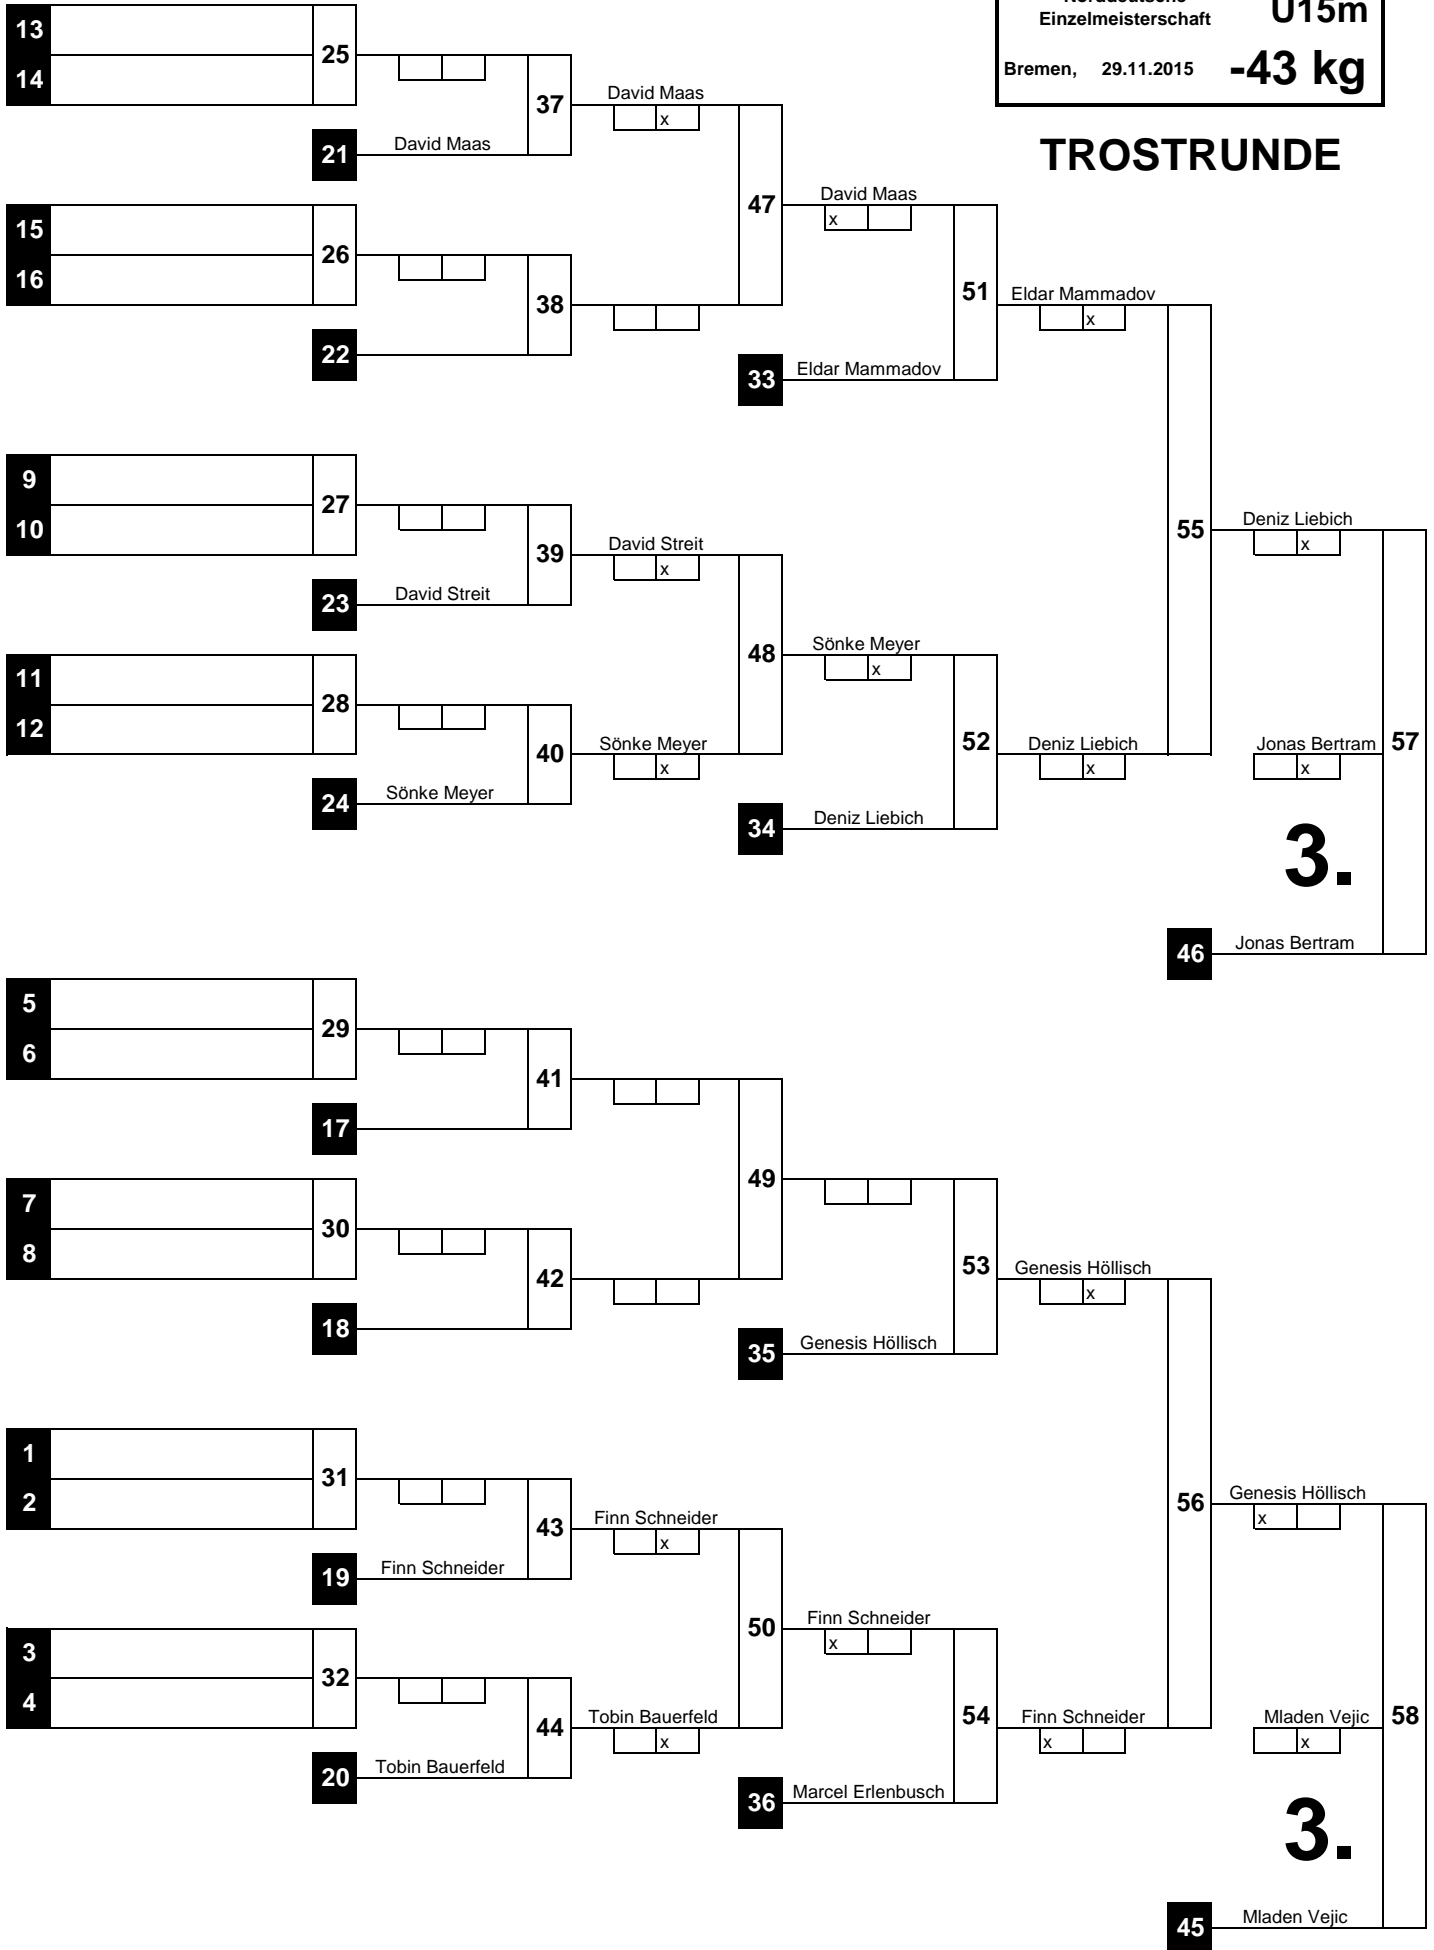 Norddeutsche
Einzelmeisterschaft
U15m
Bremen, 29.11.2015
-43 kg
TROSTRUNDE
13
14
25
37
David Maas
x
21
David Maas
47
David Maas
x
15
16
26
38
22
51
Eldar Mammadov
x
33
Eldar Mammadov
9
10
27
39
David Streit
x
23
David Streit
55
Deniz Liebich
x
11
12
28
48
Sönke Meyer
x
40
Sönke Meyer
x
24
Sönke Meyer
52
Deniz Liebich
x
34
Deniz Liebich
Jonas Bertram
x
57
3.
46
Jonas Bertram
5
6
29
41
17
49
7
8
30
42
18
53
Genesis Höllisch
x
35
Genesis Höllisch
1
2
31
43
Finn Schneider
x
19
Finn Schneider
56
Genesis Höllisch
x
3
4
32
50
Finn Schneider
x
44
Tobin Bauerfeld
x
20
Tobin Bauerfeld
54
Finn Schneider
x
36
Marcel Erlenbusch
Mladen Vejic
x
58
3.
45
Mladen Vejic